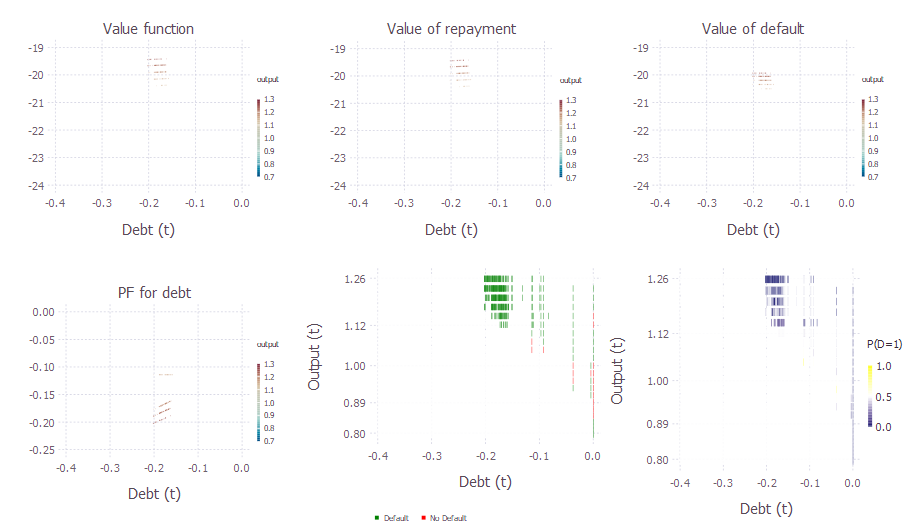 Value function
-19
-20
-21
-22
-23
-24
-0.4 -0.3 -0.2 -0.1 0.0
Debt (t)
output
1.3
1.2
1.1
1.0
0.9
0.8
0.7
Value of repayment
-19
-20
-21
-22
-23
-24
-0.4 -0.3 -0.2 -0.1 0.0
Debt (t)
output
1.3
1.2
1.1
1.0
0.9
0.8
0.7
Value of default
-19
-20
-21
-22
-23
-24
-0.4 -0.3 -0.2 -0.1 0.0
Debt (t)
output
1.3
1.2
1.1
1.0
0.9
0.8
0.7
PF for debt
0.00
-0.05
-0.10
-0.15
-0.20
-0.25
-0.4 -0.3 -0.2 -0.1 0.0
Debt (t)
output
1.3
1.2
1.1
1.0
0.9
0.8
0.7
Output (t)
1.26
1.12
1.00
0.89
0.80
-0.4 -0.3 -0.2 -0.1 0.0
Debt (t)
Default No Default
Output (t)
1.26
1.12
1.00
0.89
0.80
-0.4 -0.3 -0.2 -0.1 0.0
Debt (t)
P(D=1)
1.0
0.5
0.0